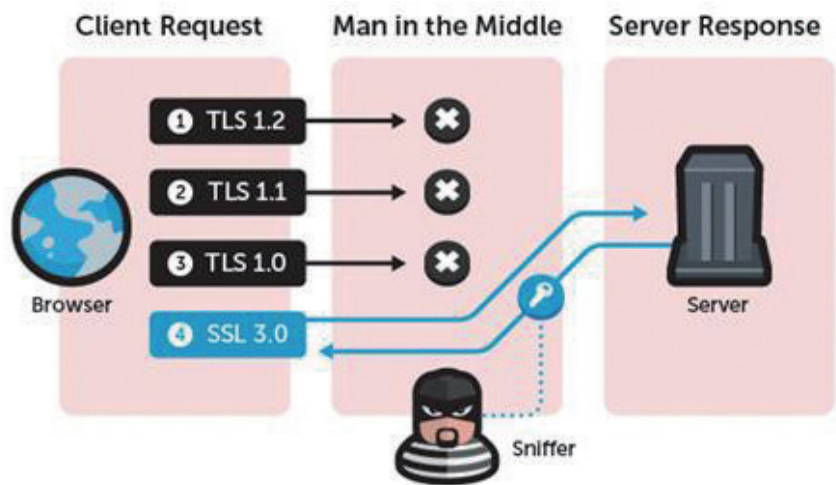 Client Request
Man in the Middle
Server Response
1 TLS 1.2
2 TLS 1.1
3 TLS 1.0
4 SSL 3.0
Browser
Server
Sniffer